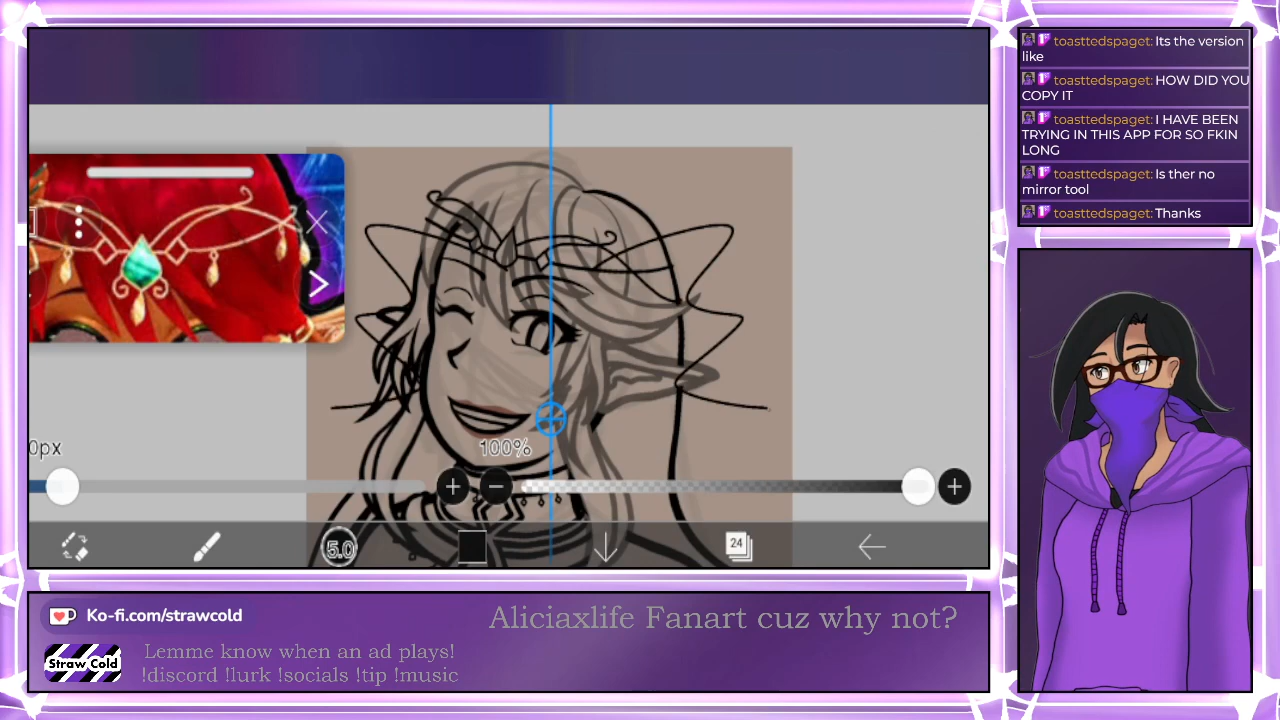 0px
100%
5.0
24
toasttedspaget: Its the version
like
toasttedspaget: HOW DID YOU
COPY IT
toasttedspaget: I HAVE BEEN
TRYING IN THIS APP FOR SO FKIN
LONG
toasttedspaget: Is ther no
mirror tool
toasttedspaget: Thanks
Ko-fi.com/strawcold
Aliciaxlife Fanart cuz why not?
Straw Cold
Lemme know when an ad plays!
!discord !lurk !socials !tip !music